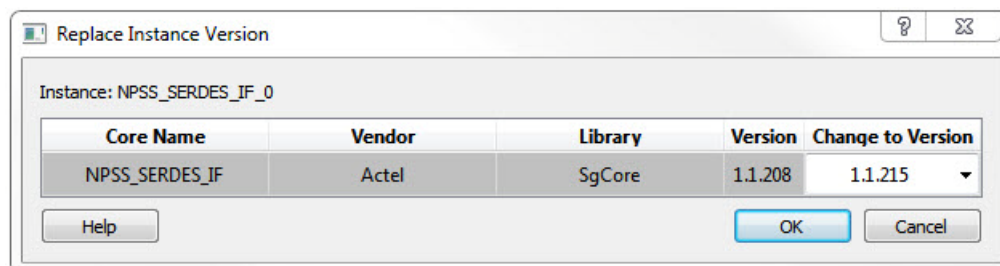 Replace Instance Version
Instance: NPSS_SERDES_IF_0
Core Name Vendor Library Version Change to Version
NPSS_SERDES_IF Actel SgCore 1.1.208 1.1.215
Help OK Cancel